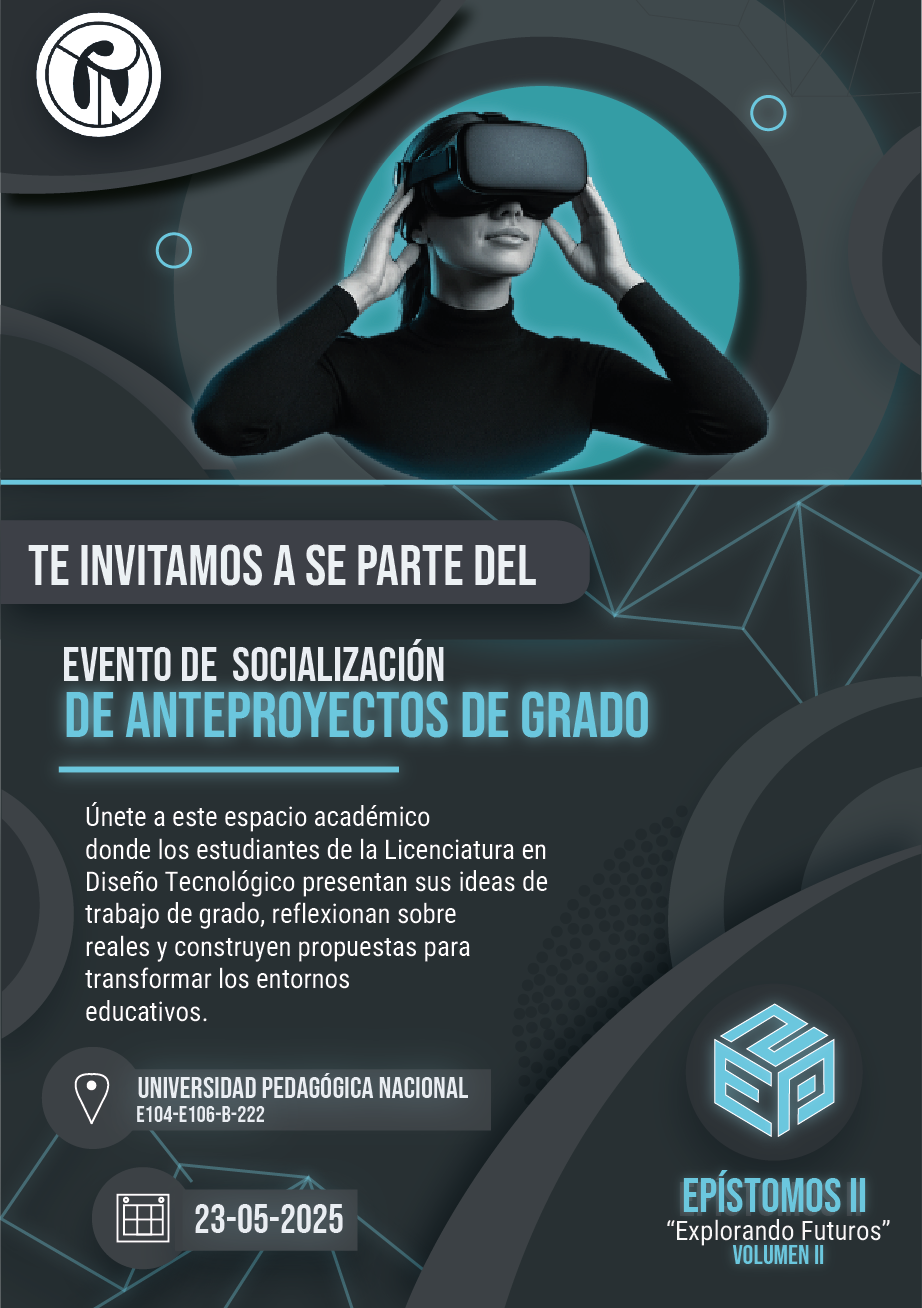 TE INVITAMOS A SE PARTE DEL
EVENTO DE SOCIALIZACIÓN
DE ANTEPROYECTOS DE GRADO
Únete a este espacio académico
donde los estudiantes de la Licenciatura en
Diseño Tecnológico presentan sus ideas de
trabajo de grado, reflexionan sobre
reales y construyen propuestas para
transformar los entornos
educativos.
UNIVERSIDAD PEDAGÓGICA NACIONAL
E104-E106-B-222
23-05-2025
EPÍSTOMOS II
“Explorando Futuros”
VOLUMEN II